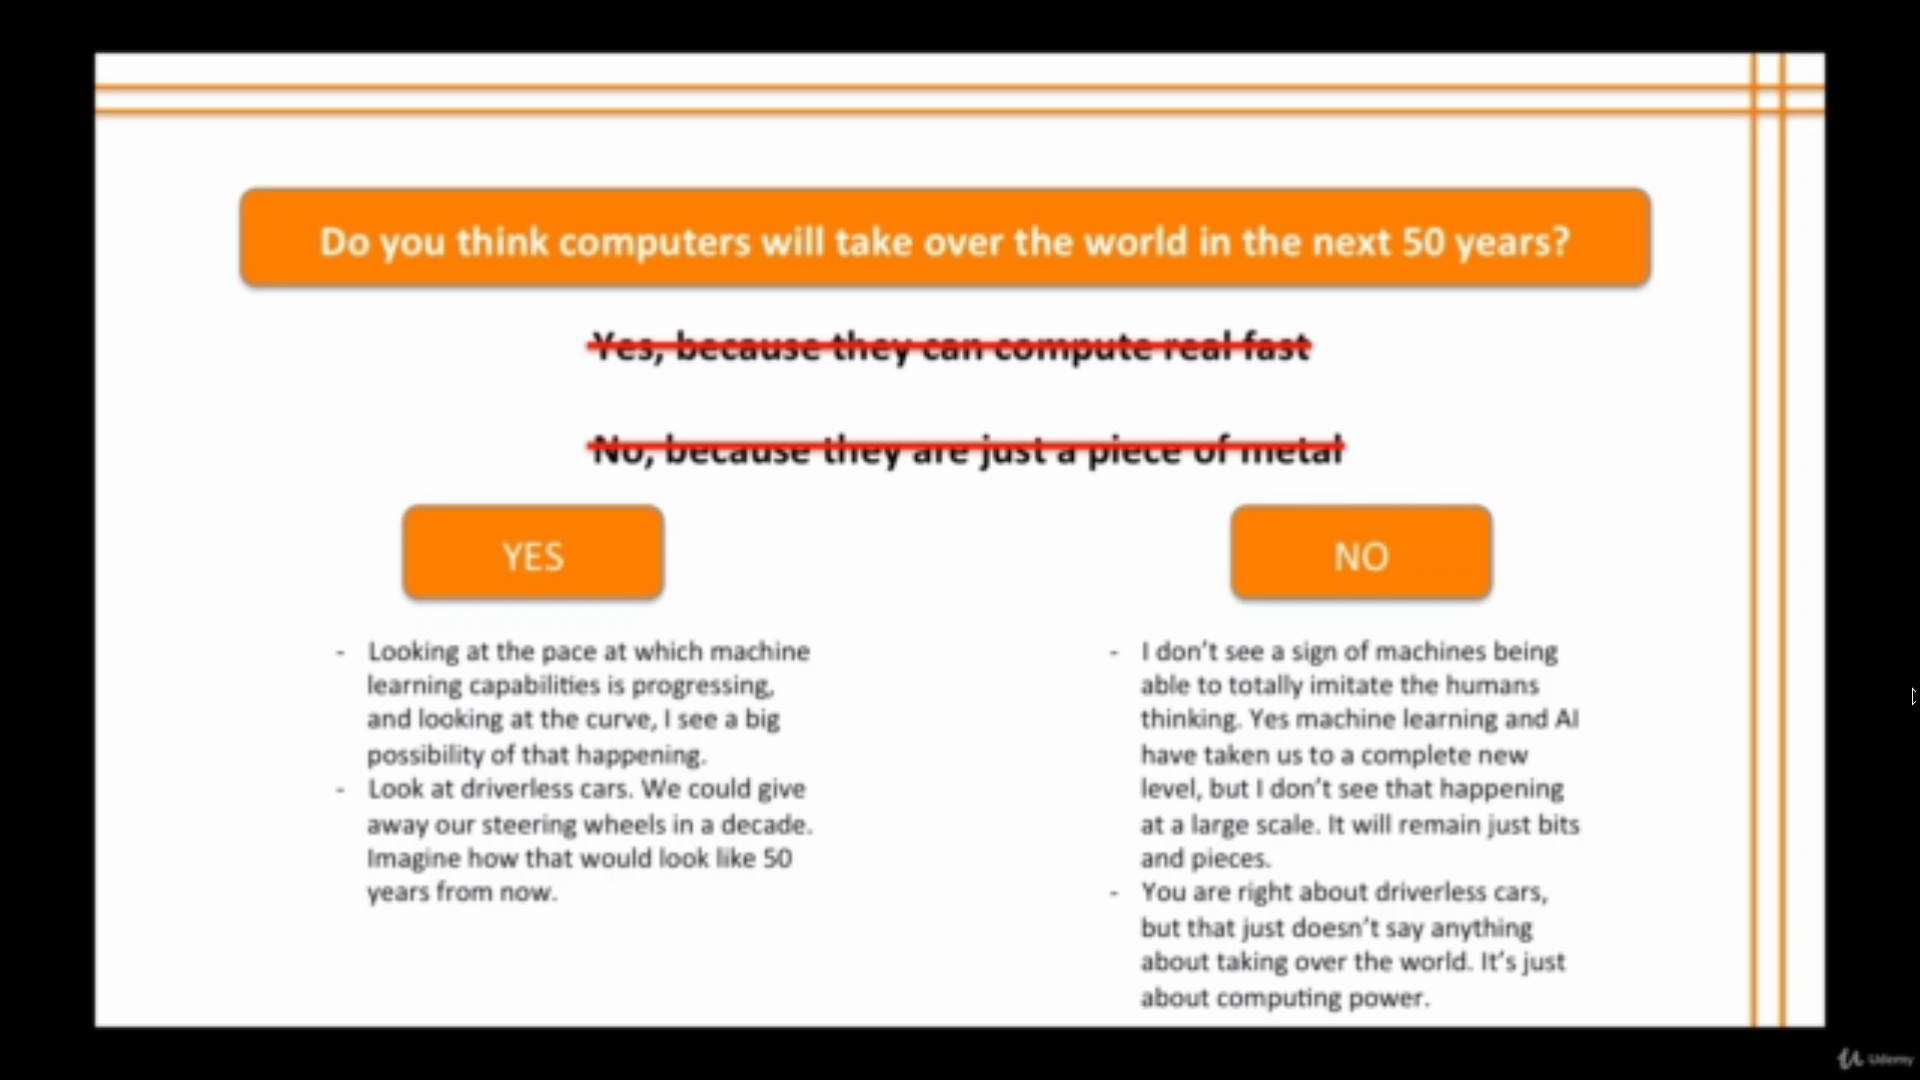 Do you think computers will take over the world in the next 50 years?
Yes, because they can compute real fast
No, because they are just a piece of metal
YES
- Looking at the pace at which machine
learning capabilities is progressing,
and looking at the curve, I see a big
possibility of that happening.
- Look at driverless cars. We could give
away our steering wheels in a decade.
Imagine how that would look like 50
years from now.
NO
- I don't see a sign of machines being
able to totally imitate the humans
thinking. Yes machine learning and AI
have taken us to a complete new
level, but I don't see that happening
at a large scale. It will remain just bits
and pieces.
- You are right about driverless cars,
but that just doesn't say anything
about taking over the world. It's just
about computing power.
Udemy